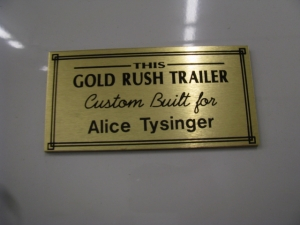 THIS
GOLD RUSH TRAILER
Custom Built for
Alice Tysinger